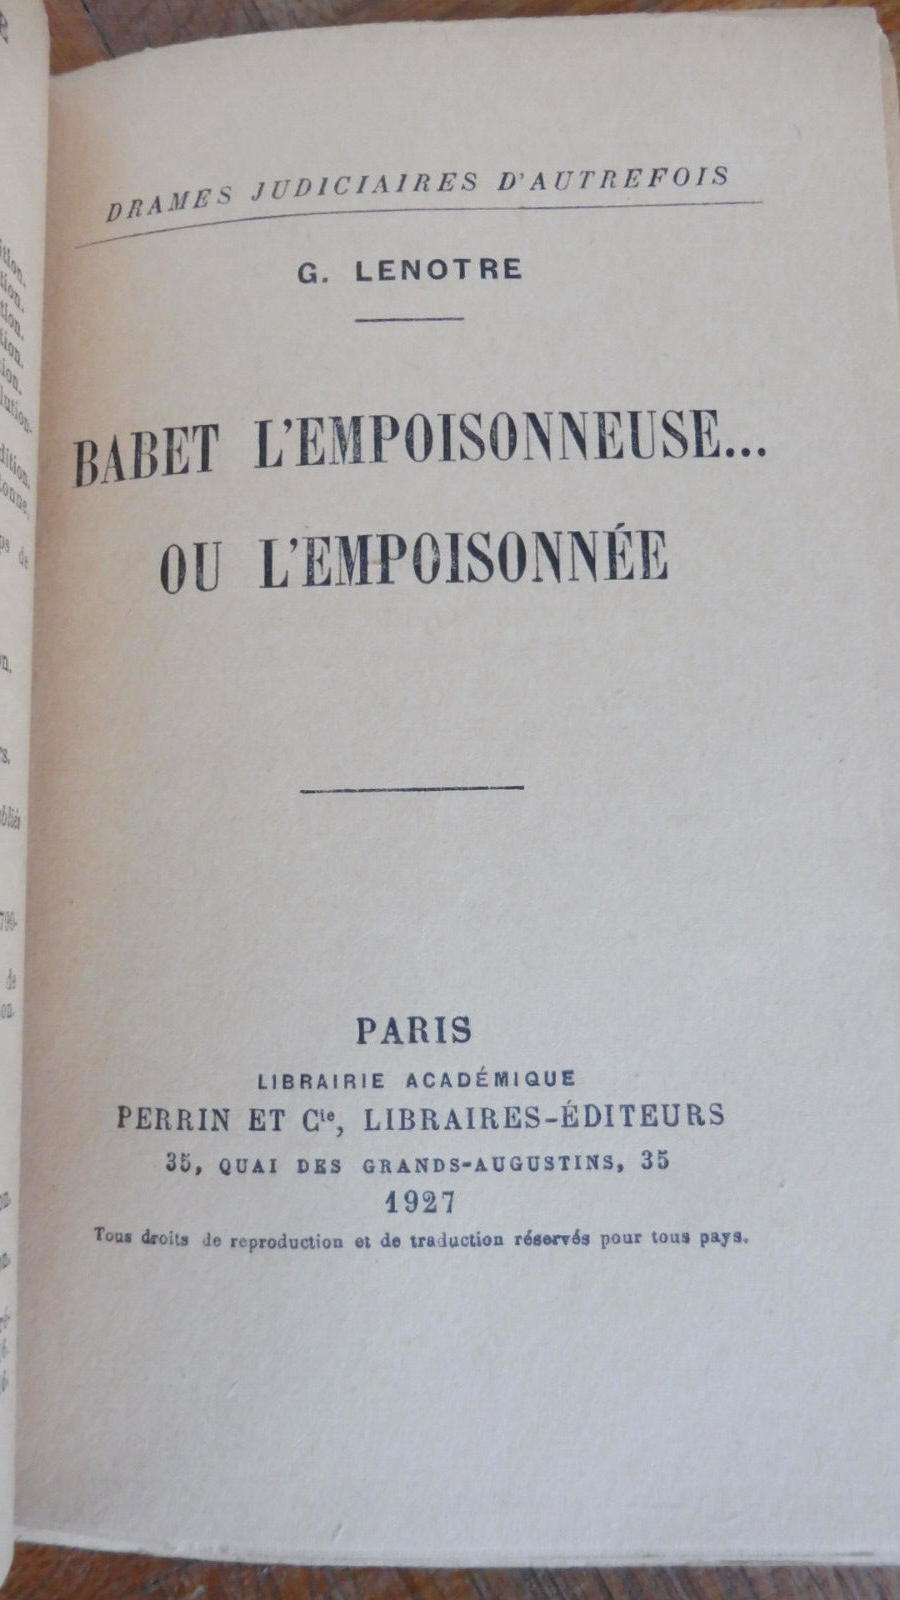 DRAMES JUDICIAIRES D'AUTREFOIS
G. LENOTRE
BABET L'EMPOISONNEUSE...
OU L'EMPOISONNÉE
PARIS
LIBRAIRIE ACADÉMIQUE
PERRIN ET Cie, LIBRAIRES-ÉDITEURS
35, QUAI DES GRANDS-AUGUSTINS, 35
1927
Tous droits de reproduction et de traduction réservés pour tous pays.